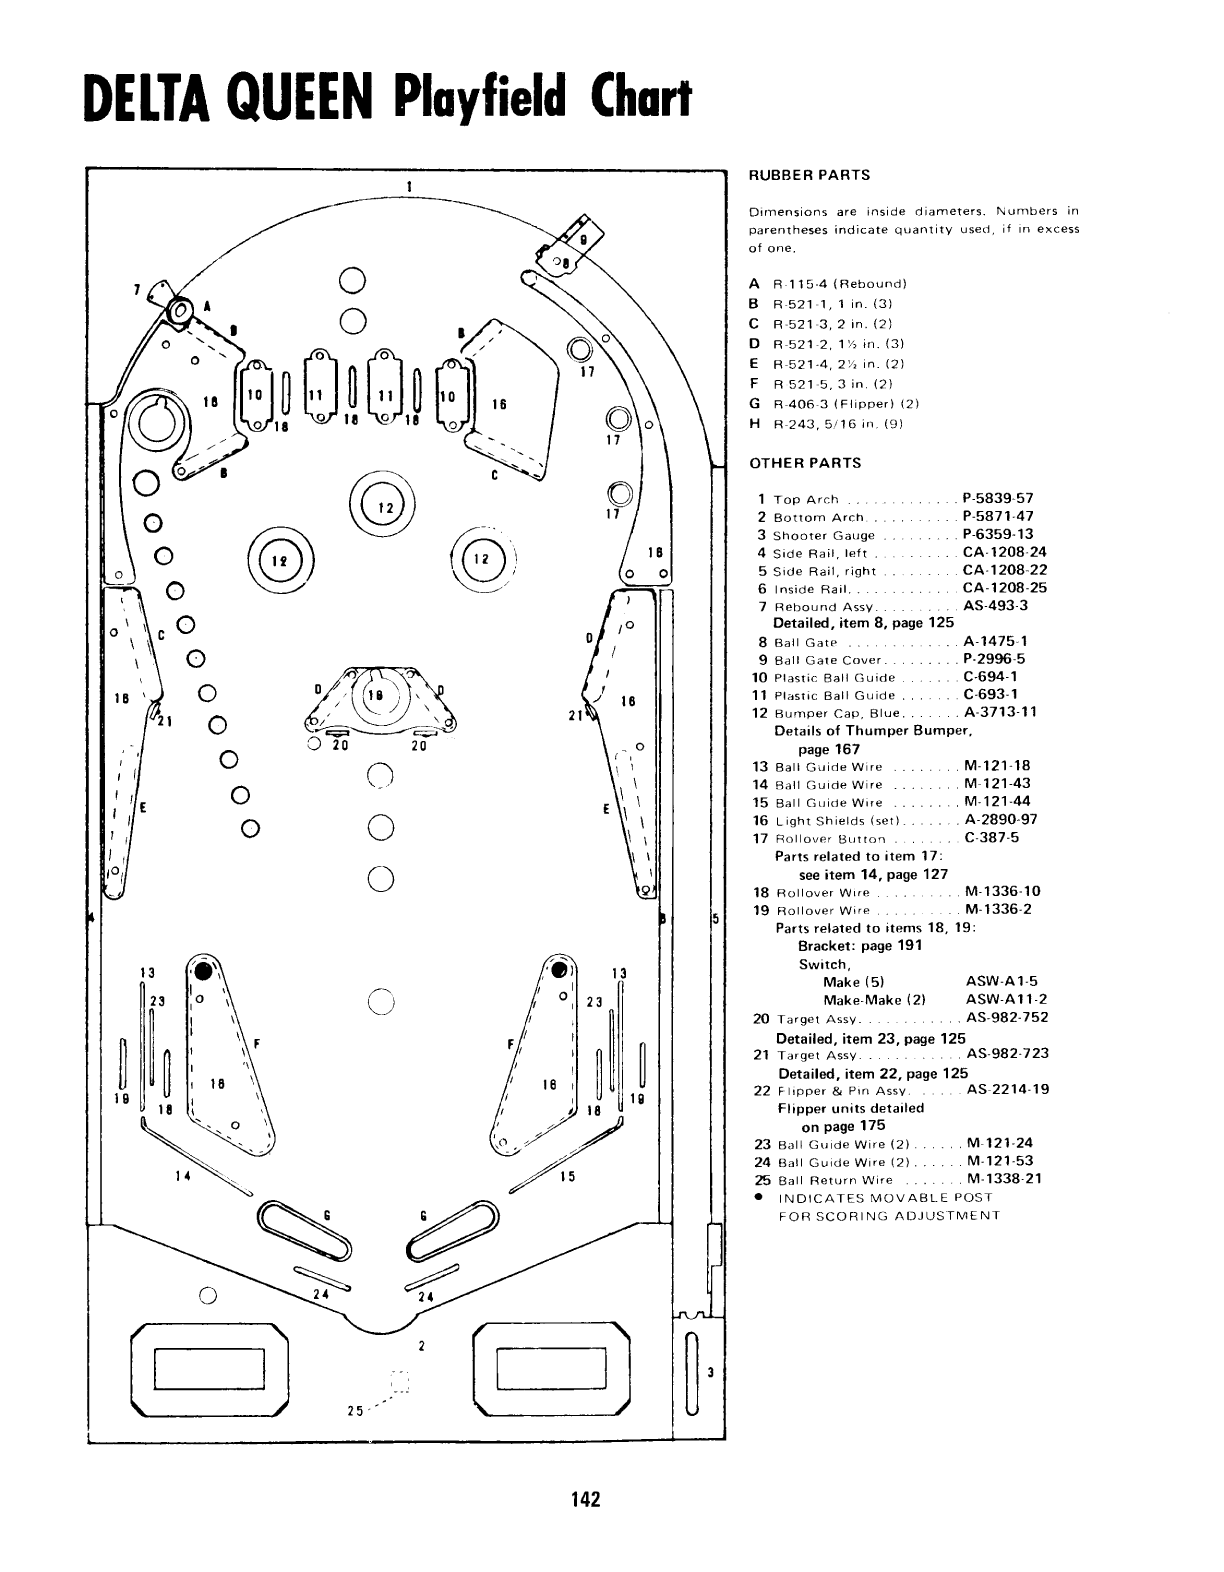 DELTA QUEEN Playfield Chart
1
9
8
7
A
B
B
17
10
11
11
10
16
16
18
18
18
18
17
B
C
12
17
12
12
16
C
D
16
21
D
19
D
16
21
20
20
E
E
4
6
5
13
13
23
23
F
F
16
16
19
18
18
19
14
15
G
G
24
24
2
3
25
RUBBER PARTS
Dimensions are inside diameters. Numbers in
parentheses indicate quantity used, if in excess
of one.
A R-115-4 (Rebound)
B R-521-1, 1 in. (3)
C R-521-3, 2 in. (2)
D R-521-2, 1½ in. (3)
E R-521-4, 2½ in. (2)
F R 521-5, 3 in. (2)
G R-406-3 (Flipper) (2)
H R-243, 5/16 in. (9)
OTHER PARTS
1 Top Arch . . . . . . . . . . . . . P-5839-57
2 Bottom Arch. . . . . . . . . . . P-5871-47
3 Shooter Gauge . . . . . . . . . P-6359-13
4 Side Rail, left . . . . . . . . . . CA-1208-24
5 Side Rail, right . . . . . . . . . CA-1208-22
6 Inside Rail. . . . . . . . . . . . . CA-1208-25
7 Rebound Assy. . . . . . . . . . AS-493-3
Detailed, item 8, page 125
8 Ball Gate . . . . . . . . . . . . . A-1475-1
9 Ball Gate Cover. . . . . . . . . P-2996-5
10 Plastic Ball Guide . . . . . . . C-694-1
11 Plastic Ball Guide . . . . . . . C-693-1
12 Bumper Cap, Blue. . . . . . . A-3713-11
Details of Thumper Bumper,
page 167
13 Ball Guide Wire . . . . . . . . M-121-18
14 Ball Guide Wire . . . . . . . . M-121-43
15 Ball Guide Wire . . . . . . . . M-121-44
16 Light Shields (set). . . . . . . A-2890-97
17 Rollover Button . . . . . . . . C-387-5
Parts related to item 17:
see item 14, page 127
18 Rollover Wire . . . . . . . . . . M-1336-10
19 Rollover Wire . . . . . . . . . . M-1336-2
Parts related to items 18, 19:
Bracket: page 191
Switch,
Make (5) ASW-A1-5
Make-Make (2) ASW-A11-2
20 Target Assy. . . . . . . . . . . . AS-982-752
Detailed, item 23, page 125
21 Target Assy. . . . . . . . . . . . AS-982-723
Detailed, item 22, page 125
22 Flipper & Pin Assy. . . . . . AS-2214-19
Flipper units detailed
on page 175
23 Ball Guide Wire (2) . . . . . . M-121-24
24 Ball Guide Wire (2) . . . . . . M-121-53
25 Ball Return Wire . . . . . . . M-1338-21
● INDICATES MOVABLE POST
FOR SCORING ADJUSTMENT
142